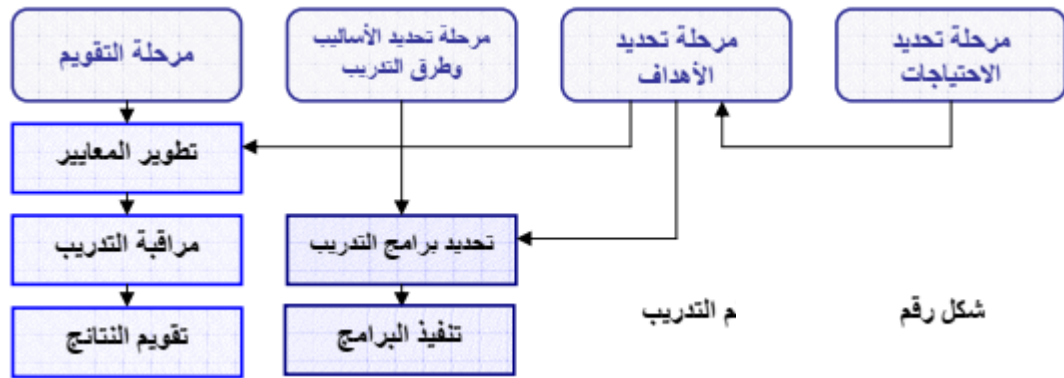 مرحلة تحديد
الاحتياجات
مرحلة تحديد
الأهداف
مرحلة تحديد الأساليب
وطرق التدريب
مرحلة التقويم
تطوير المعايير
مراقبة التدريب
تقويم النتائج
تحديد برامج التدريب
تنفيذ البرامج
شكل رقم
م التدريب